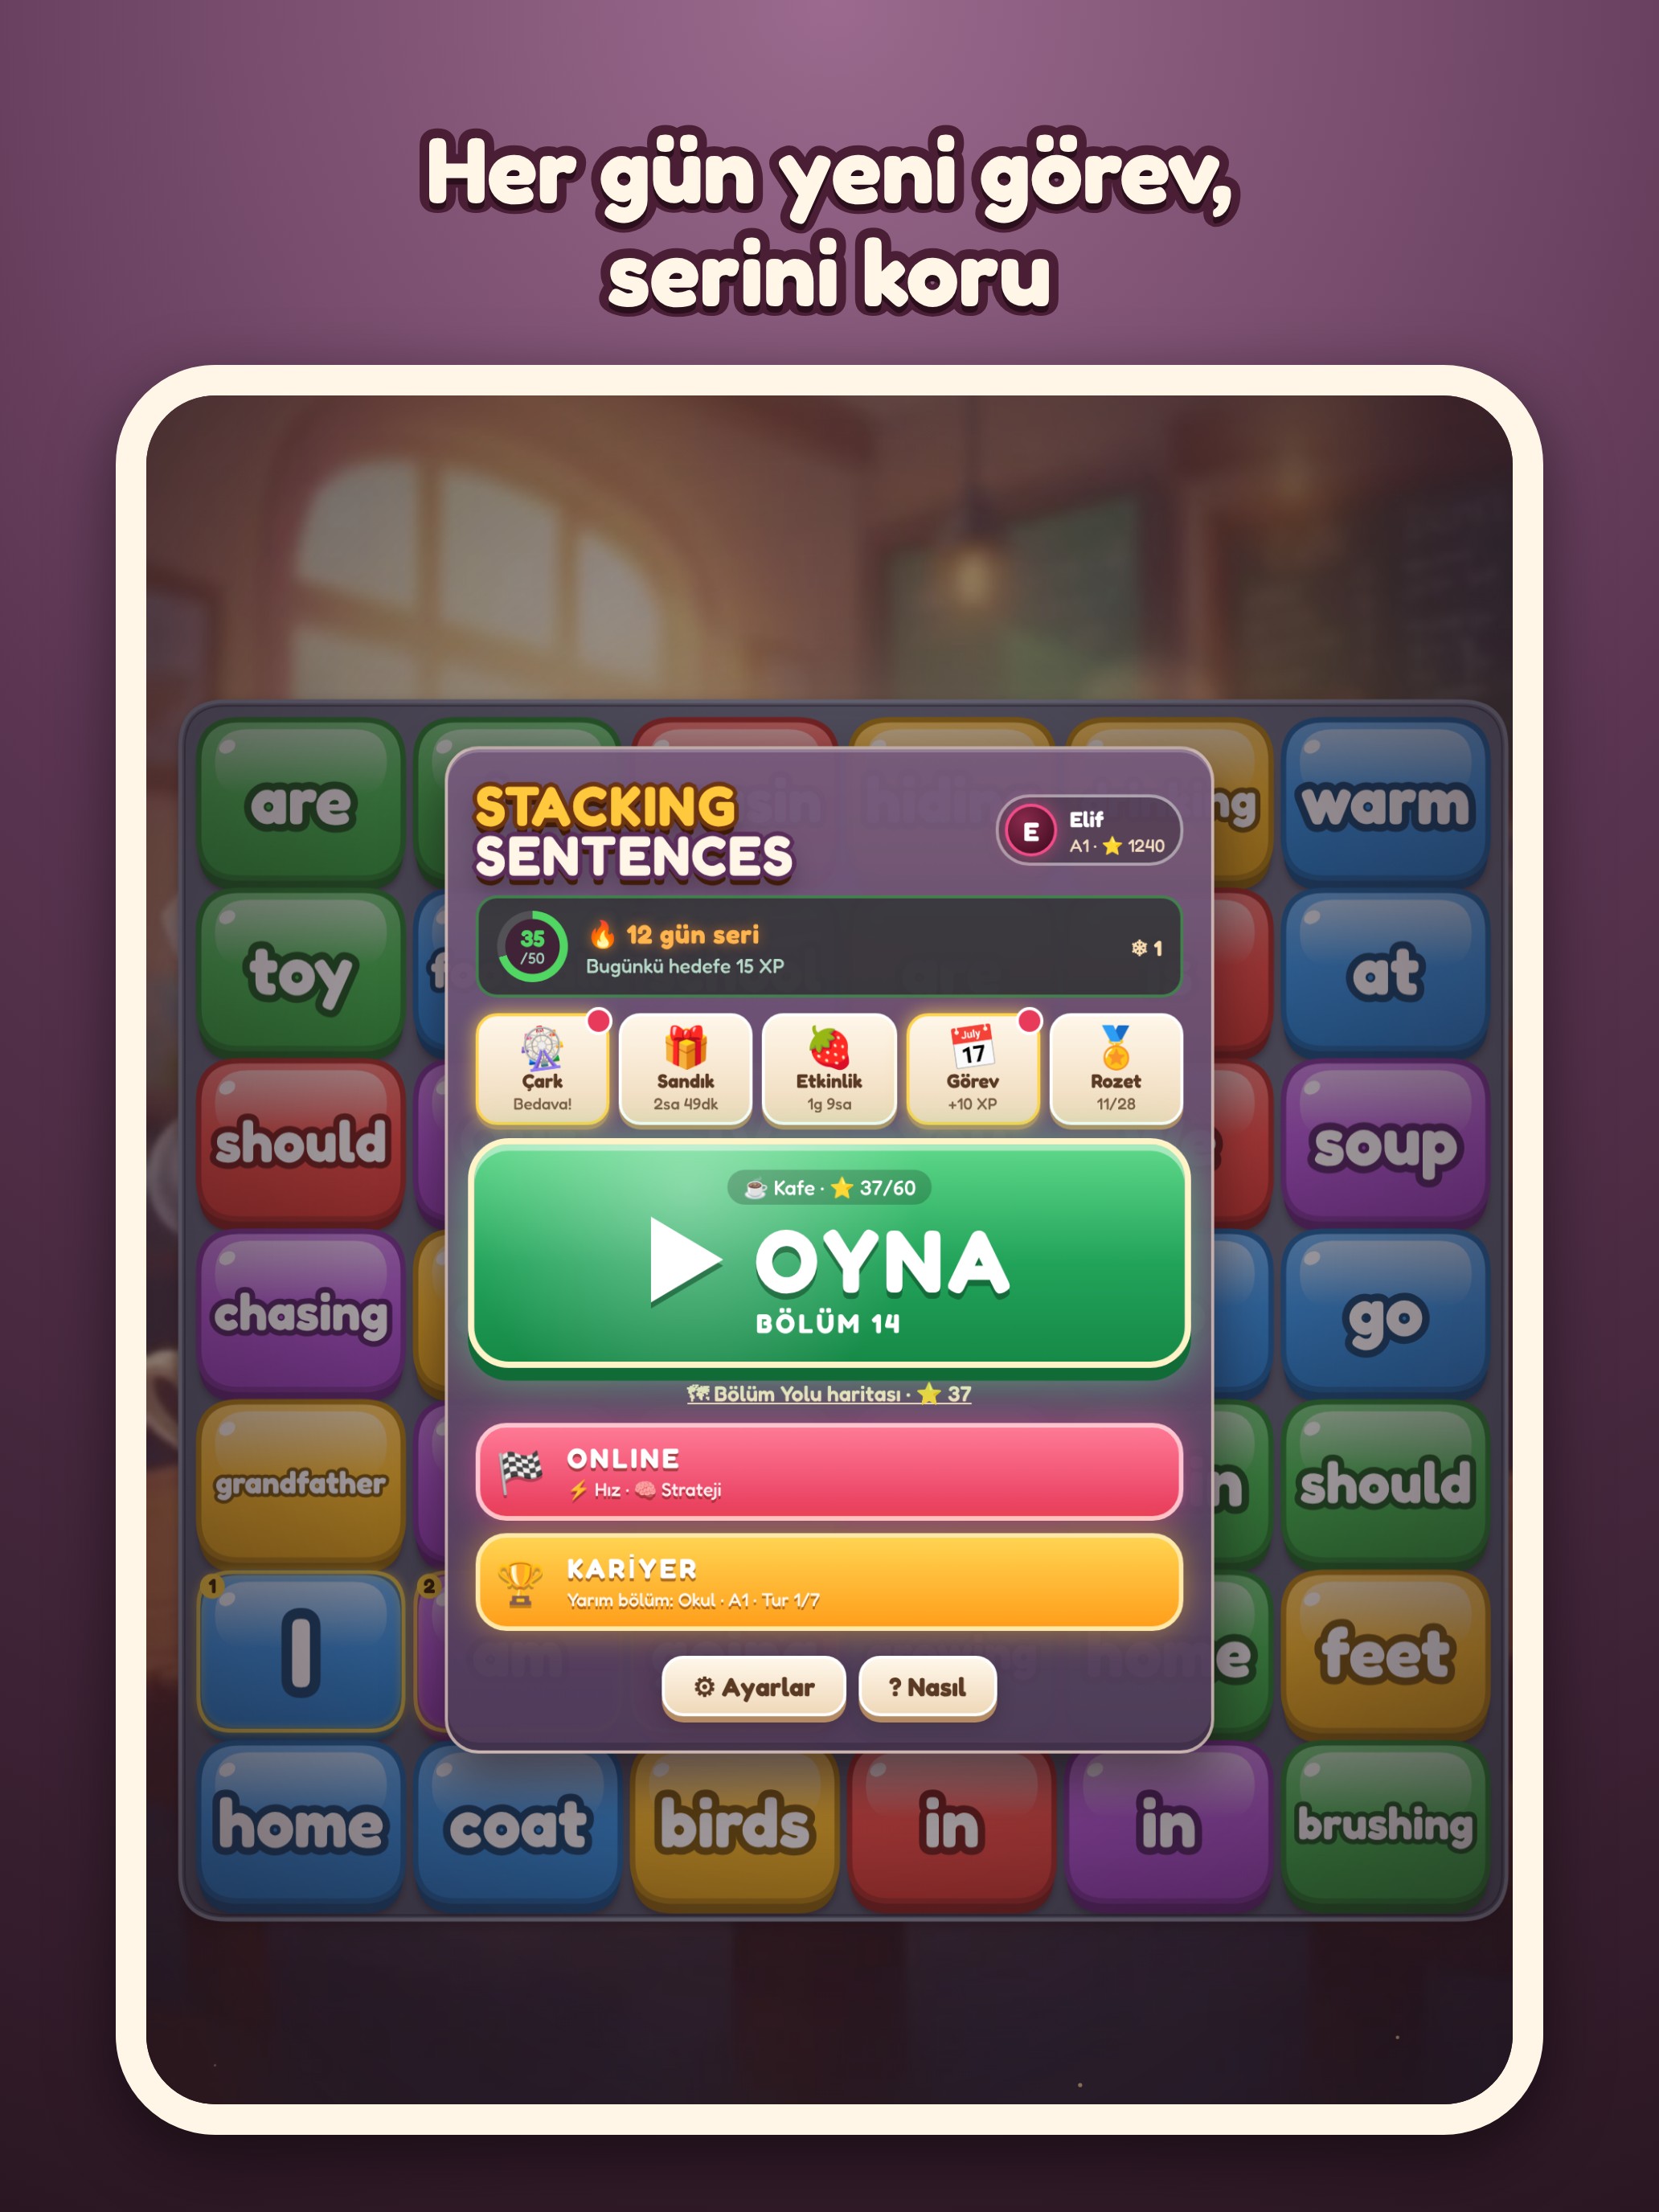 Her gün yeni görev,
serini koru
are
warm
STACKING
SENTENCES
E
Elif
A1 · ⭐ 1240
toy
at
35
/50
🔥 12 gün seri
Bugünkü hedefe 15 XP
❄ 1
July
17
Çark
Bedava!
Sandık
2sa 49dk
Etkinlik
1g 9sa
Görev
+10 XP
Rozet
11/28
should
soup
☕ Kafe · ⭐ 37/60
OYNA
BÖLÜM 14
chasing
go
🗺 Bölüm Yolu haritası · ⭐ 37
ONLINE
⚡ Hız · 🧠 Strateji
grandfather
should
KARİYER
Yarım bölüm: Okul · A1 · Tur 1/7
1
2
I
am
home
feet
⚙ Ayarlar
? Nasıl
home
coat
birds
in
in
brushing